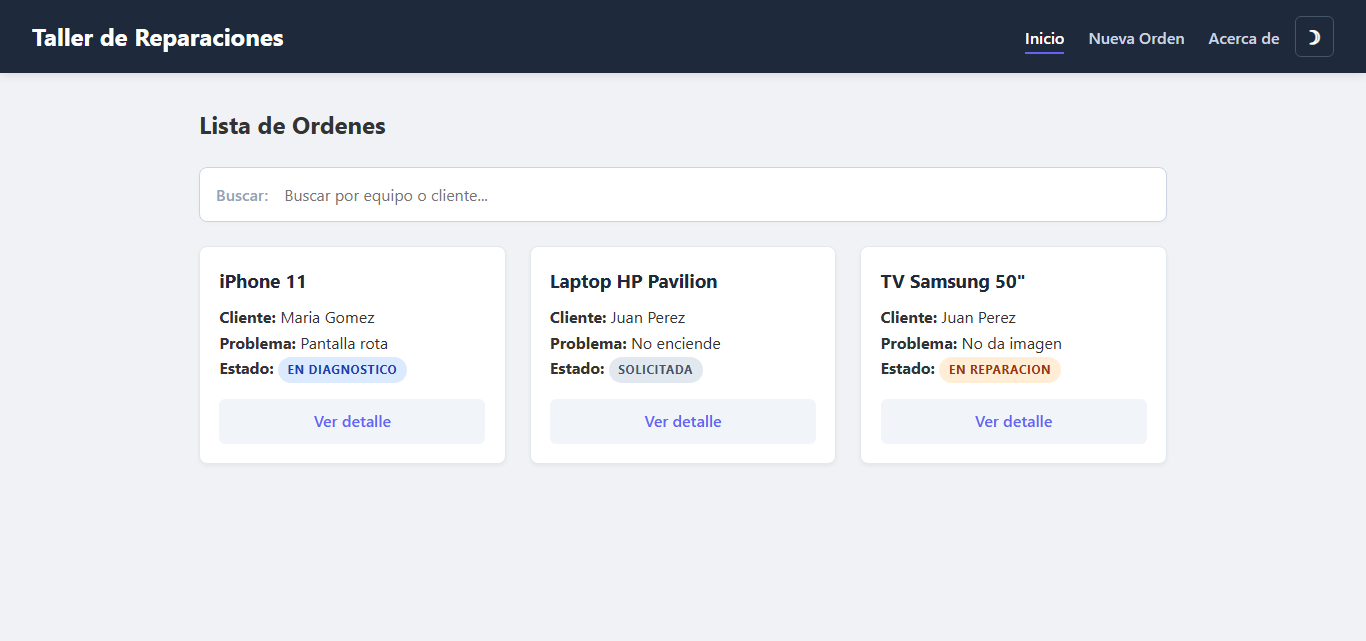 Taller de Reparaciones
Inicio Nueva Orden Acerca de
Lista de Ordenes
Buscar: Buscar por equipo o cliente...
iPhone 11
Cliente: Maria Gomez
Problema: Pantalla rota
Estado: EN DIAGNOSTICO
Ver detalle
Laptop HP Pavilion
Cliente: Juan Perez
Problema: No enciende
Estado: SOLICITADA
Ver detalle
TV Samsung 50"
Cliente: Juan Perez
Problema: No da imagen
Estado: EN REPARACION
Ver detalle